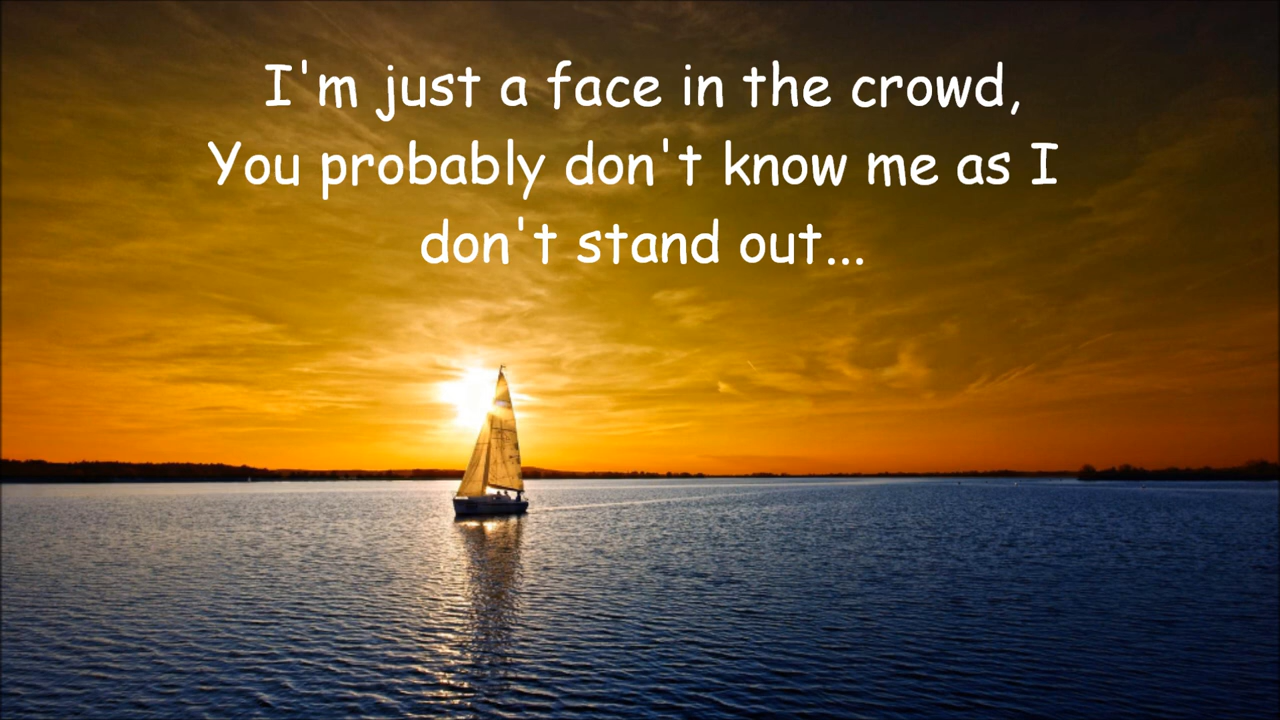 I'm just a face in the crowd,
You probably don't know me as I
don't stand out...